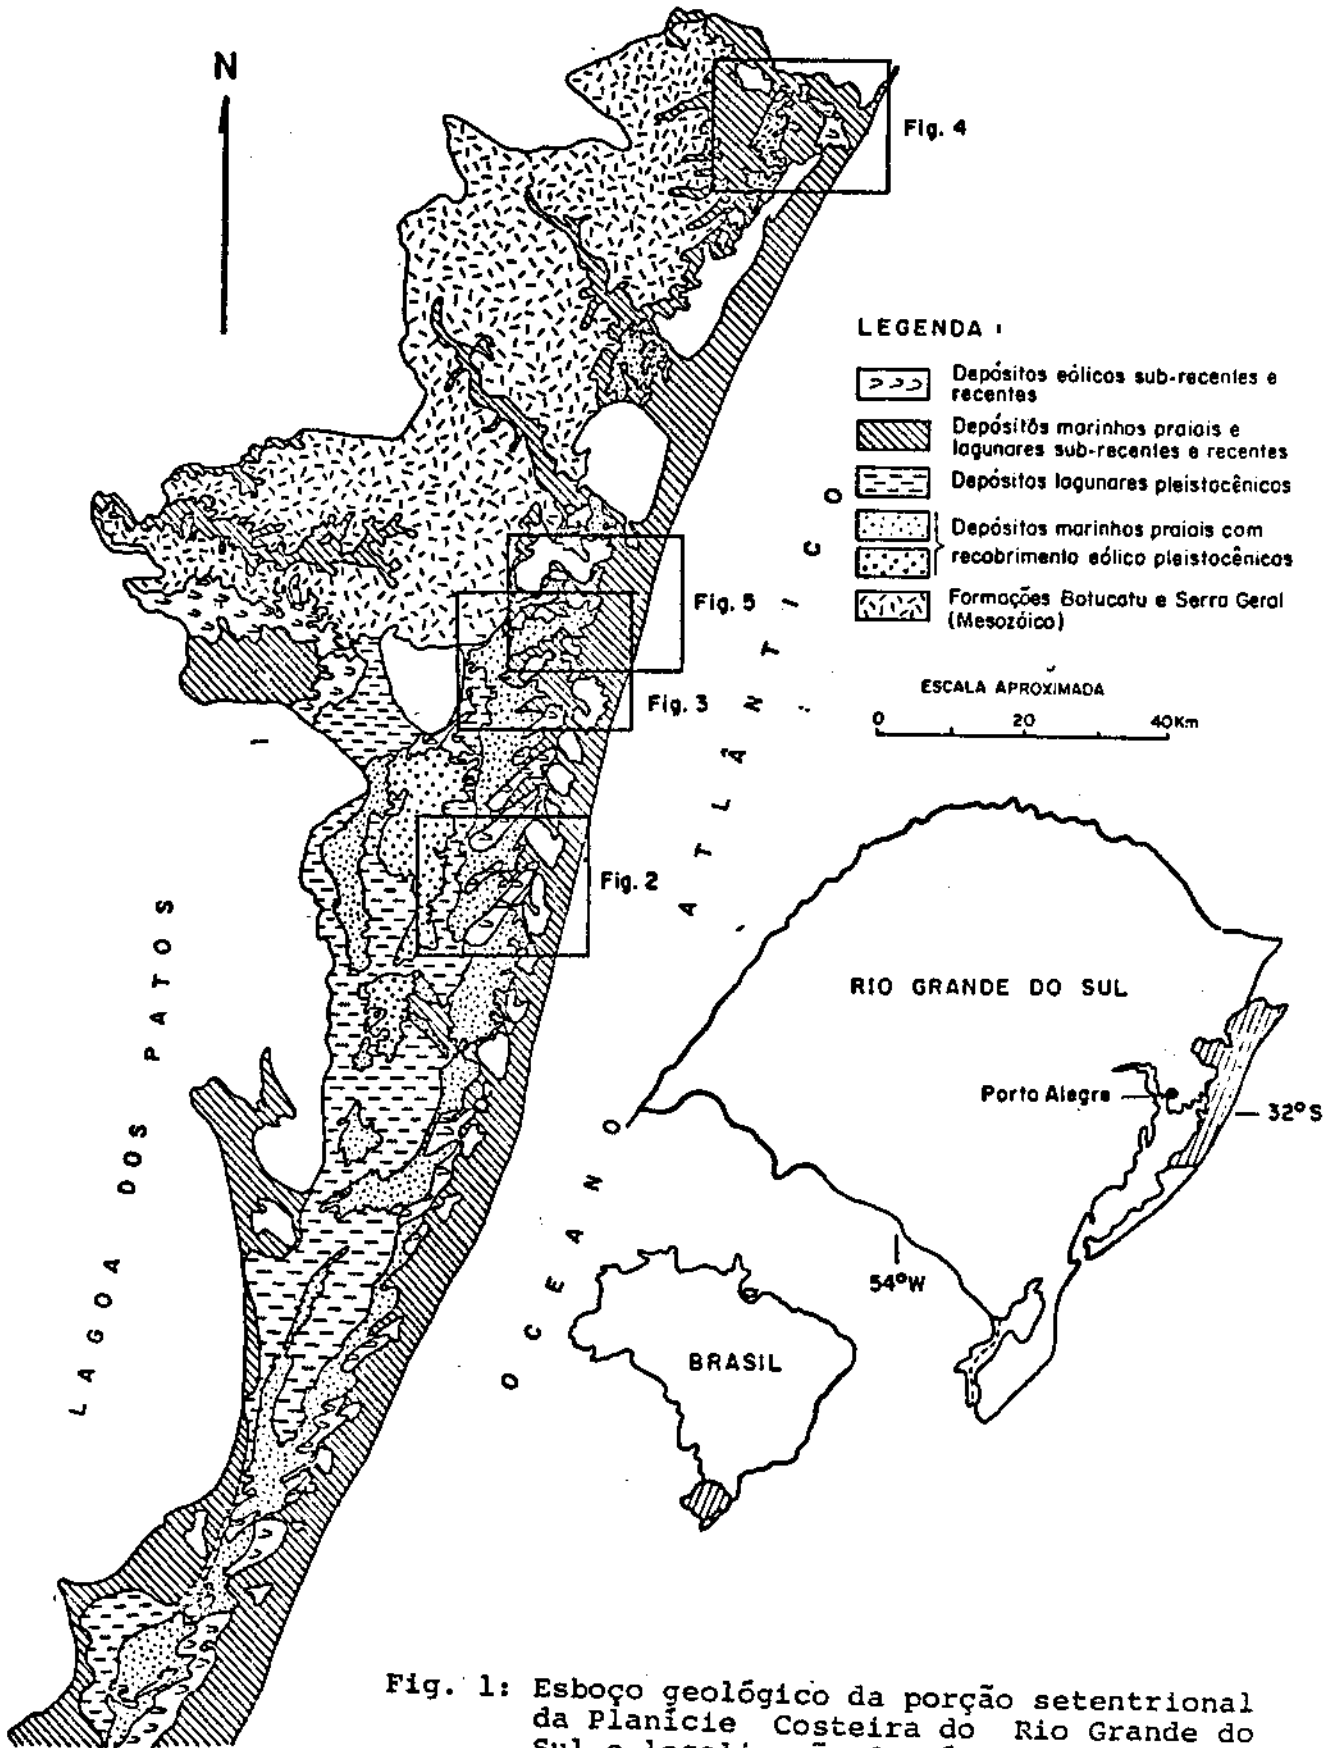 N
Fig. 4
LEGENDA
Depósitos eólicos sub-recentes e
recentes
Depósitos marinhos praiais e
lagunares sub-recentes e recentes
Depósitos lagunares pleistocênicos
Depósitos marinhos praiais com
recobrimento eólico pleistocênicos
Formações Botucatu e Serra Geral
(Mesozóico)
ESCALA APROXIMADA
0 20 40Km
Fig. 5
Fig. 3
Fig. 2
OCEANO ATLÂNTICO
LAGOA DOS PATOS
RIO GRANDE DO SUL
Porto Alegre
32°S
54°W
BRASIL
Fig. 1: Esboço geológico da porção setentrional
da Planície Costeira do Rio Grande do